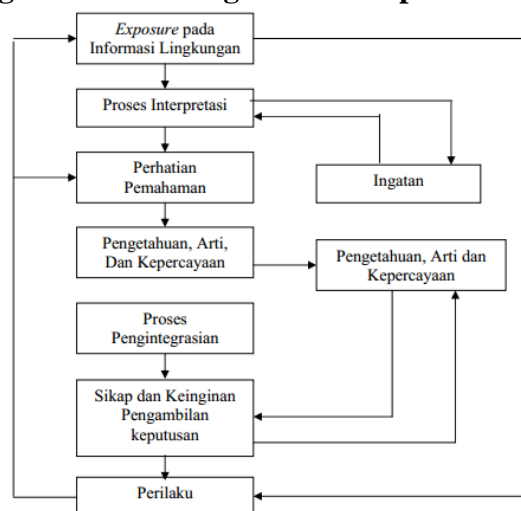 Exposure pada
Informasi Lingkungan
Proses Interpretasi
Perhatian
Pemahaman
Ingatan
Pengetahuan, Arti,
Dan Kepercayaan
Pengetahuan, Arti dan
Kepercayaan
Proses
Pengintegrasian
Sikap dan Keinginan
Pengambilan
keputusan
Perilaku